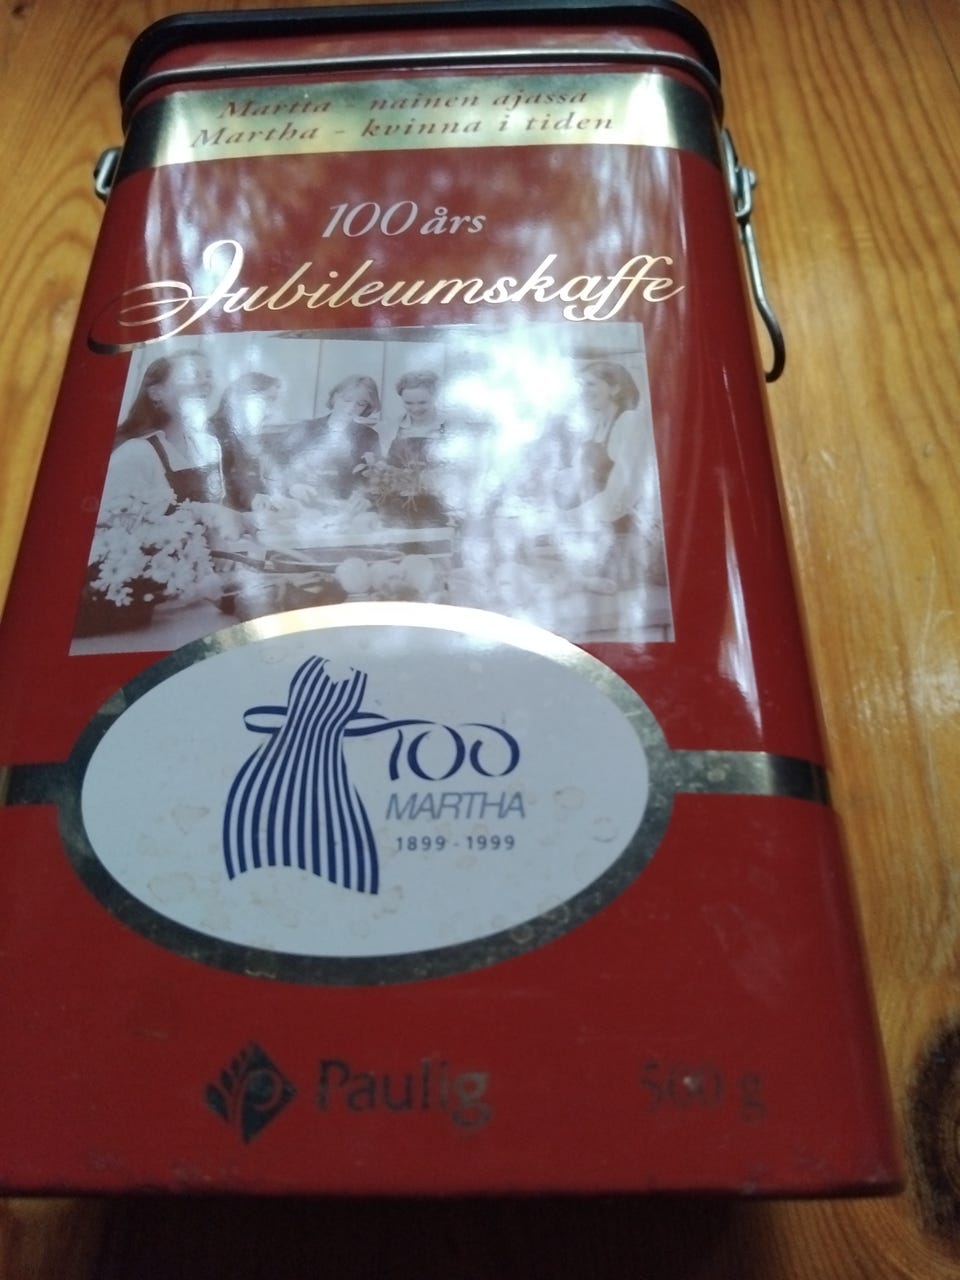 Martta - nainen ajassa
Martha - kvinna i tiden
100 års
Jubileumskaffe
100
MARTHA
1899 - 1999
Paulig
500 g